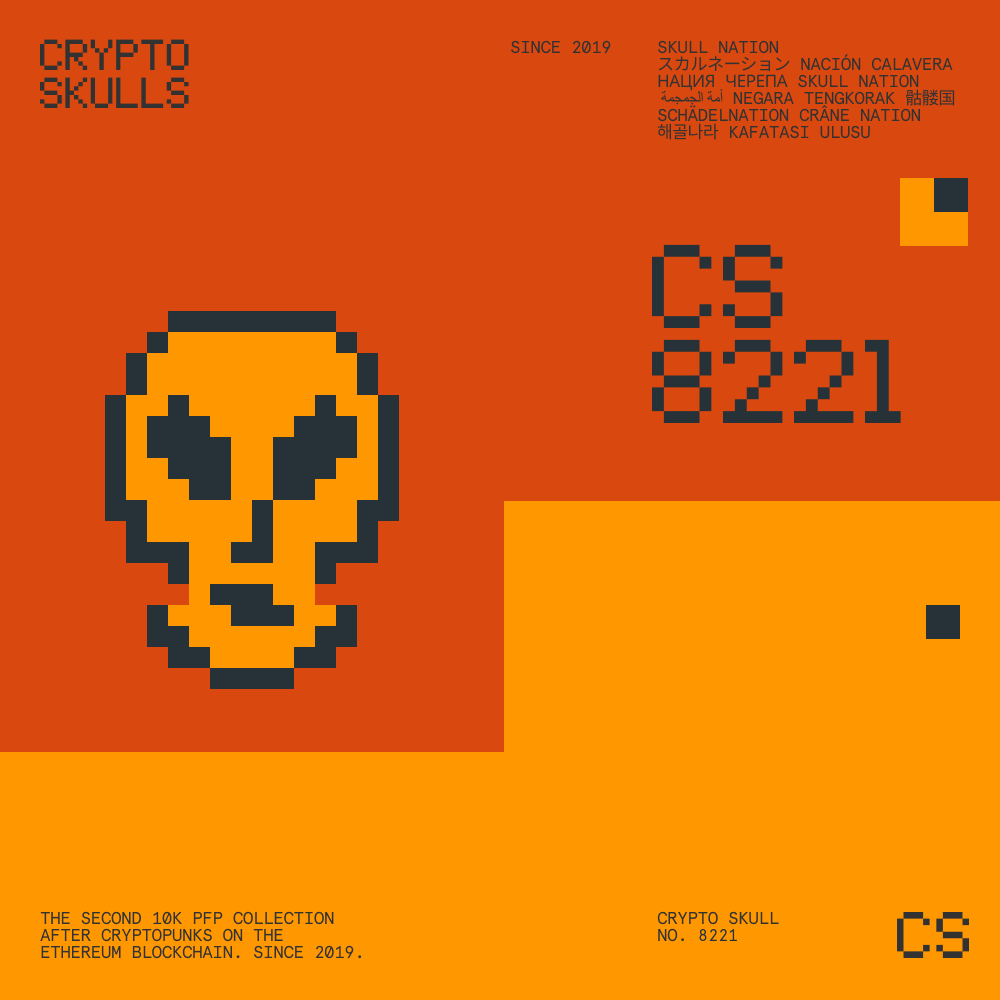 CRYPTO
SKULLS
SINCE 2019
SKULL NATION
スカルネーション NACIÓN CALAVERA
НАЦИЯ ЧЕРЕПА SKULL NATION
أمة الجمجمة NEGARA TENGKORAK 骷髅国
SCHÄDELNATION CRÂNE NATION
해골나라 KAFATASI ULUSU
CS
8221
THE SECOND 10K PFP COLLECTION
AFTER CRYPTOPUNKS ON THE
ETHEREUM BLOCKCHAIN. SINCE 2019.
CRYPTO SKULL
NO. 8221
CS